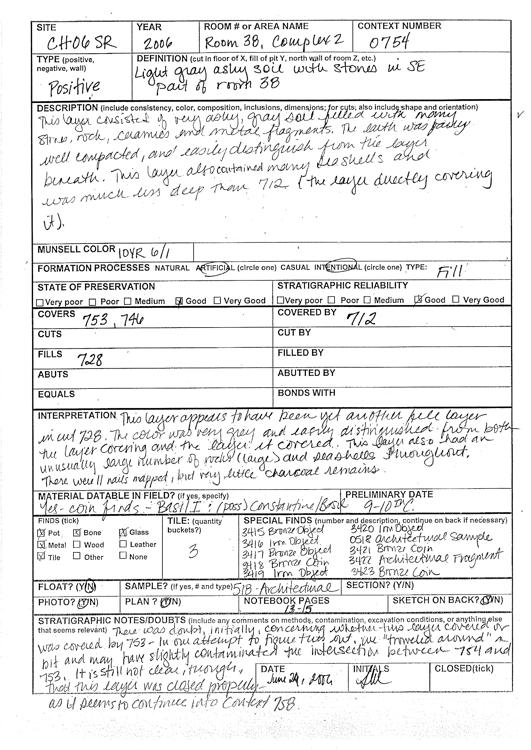 SITE YEAR ROOM # or AREA NAME CONTEXT NUMBER
CH06SR 2006 Room 38, Complex 2 0754
TYPE (positive, negative, wall) DEFINITION (cut in floor of X, fill of pit Y, north wall of room Z, etc.)
Positive Light gray ashy soil with stones in SE
part of room 38
DESCRIPTION (include consistency, color, composition, inclusions, dimensions; for cuts, also include shape and orientation)
This layer consisted of very ashy, gray soil filled with many
stones, rock, ceramics and metal fragments. The earth was fairly
well compacted, and easily distinguish from the layer
beneath. This layer also contained many seashells and
was much less deep than 712 (the layer directly covering
it).
MUNSELL COLOR 10YR 6/1
FORMATION PROCESSES NATURAL ARTIFICIAL (circle one) CASUAL INTENTIONAL (circle one) TYPE: Fill
STATE OF PRESERVATION STRATIGRAPHIC RELIABILITY
Very poor Poor Medium Good Very Good Very poor Poor Medium Good Very Good
COVERS 753, 746 COVERED BY 712
CUTS CUT BY
FILLS 728 FILLED BY
ABUTS ABUTTED BY
EQUALS BONDS WITH
INTERPRETATION This layer appears to have been yet another fill layer
in cut 728. The color was very grey and easily distinguished from both
the layer covering and the layer it covered. This layer also had an
unusually large number of rocks (large) and seashells throughout.
There were 11 nails mapped, but very little charcoal remains.
MATERIAL DATABLE IN FIELD? (if yes, specify) PRELIMINARY DATE
Yes - coin finds - Basil I : (poss) Constantine/Basil 9-10th C.
FINDS (tick) TILE: (quantity buckets?) SPECIAL FINDS (number and description, continue on back if necessary)
Pot Bone Glass
Metal Wood Leather
Tile Other None
3
3415 Bronze Object 3420 Iron Object
3416 Iron Object 0518 Architectural Sample
3417 Bronze Object 3421 Bronze Coin
3418 Bronze Object 3422 Architectural Fragment
3419 Iron Object 3423 Bronze Coin
FLOAT? (Y/N) SAMPLE? (if yes, # and type) 518-Architectural SECTION? (Y/N)
PHOTO? (Y/N) PLAN? (Y/N) NOTEBOOK PAGES 13-15 SKETCH ON BACK? (Y/N)
STRATIGRAPHIC NOTES/DOUBTS (include any comments on methods, contamination, excavation conditions, or anything else that seems relevant)
There was doubt, initially, concerning whether this layer covered or
was covered by 753 - in our attempt to figure this out, we "troweled around" a
bit and may have slightly contaminated the intersection between 754 and
753. It is still not clear, though,
that this layer was closed properly -
as it seems to continue into Context 758.
DATE June 29, 2006 INITIALS CLOSED (tick)